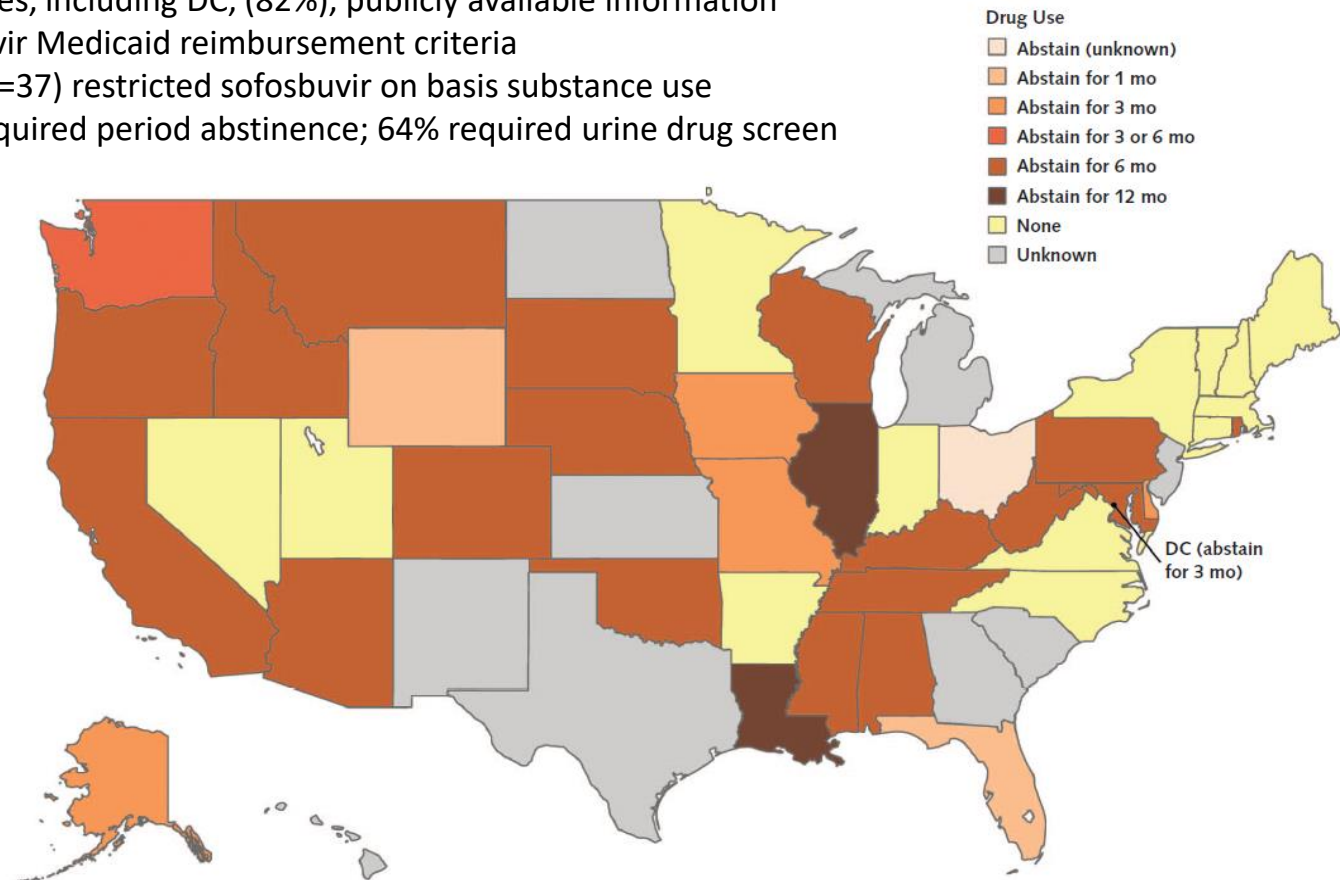 es, including DC, (82%), publicly available information
vir Medicaid reimbursement criteria
=37) restricted sofosbuvir on basis substance use
quired period abstinence; 64% required urine drug screen
Drug Use
Abstain (unknown)
Abstain for 1 mo
Abstain for 3 mo
Abstain for 3 or 6 mo
Abstain for 6 mo
Abstain for 12 mo
None
Unknown
DC (abstain
for 3 mo)